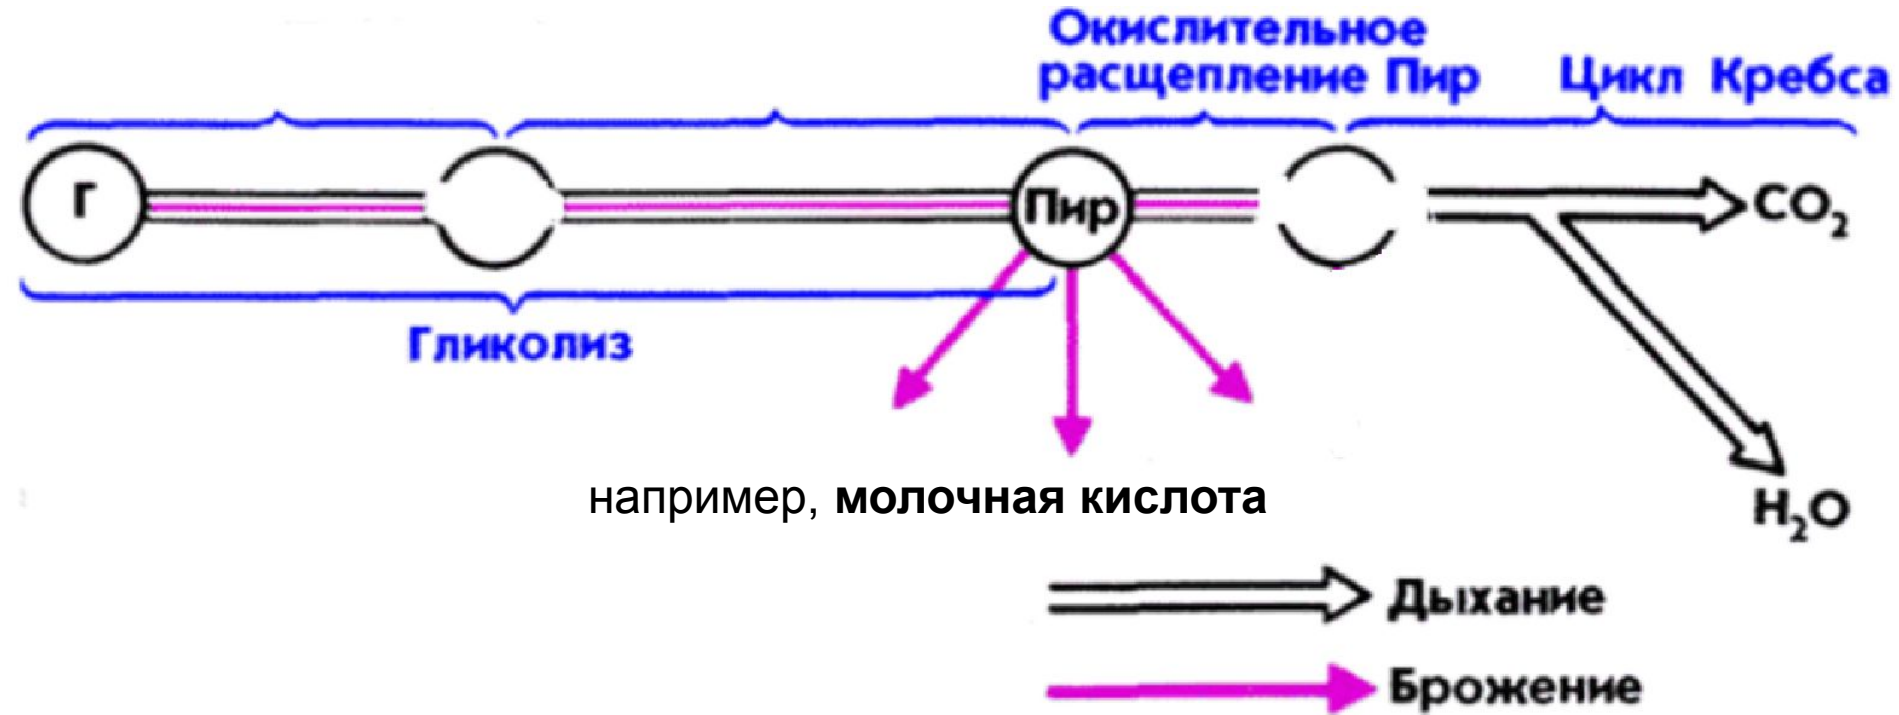 Окислительное
расщепление Пир
Цикл Кребса
Г
Пир
CO₂
Гликолиз
например, молочная кислота
H₂O
Дыхание
Брожение